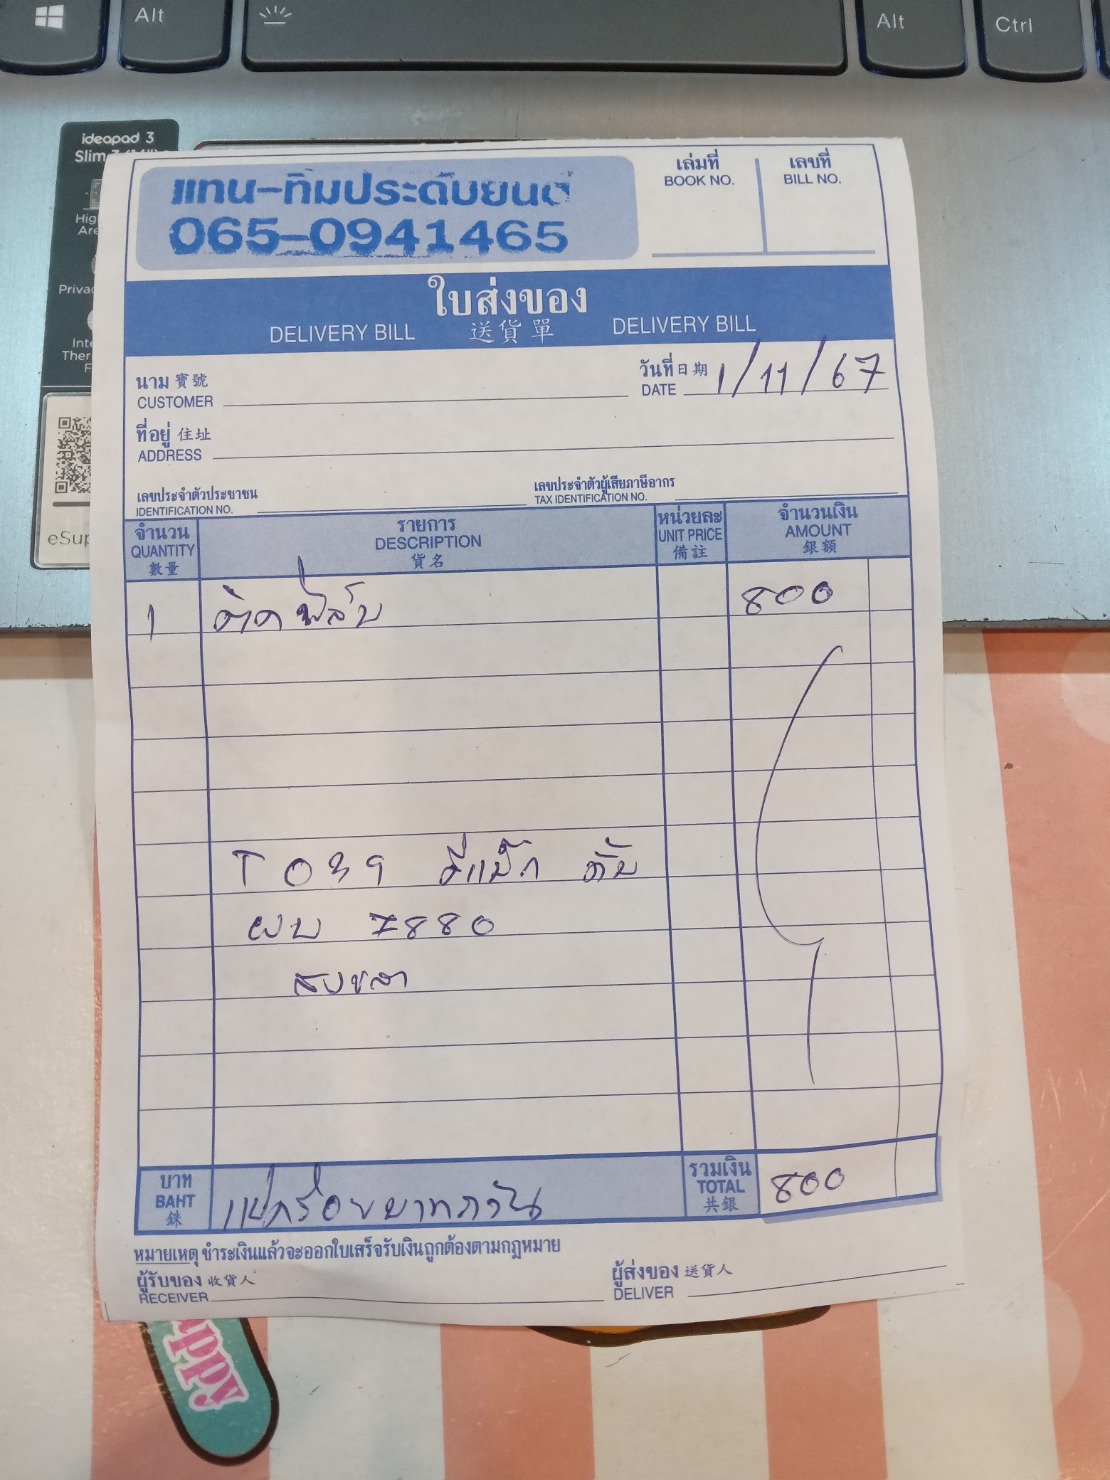 Alt
Alt
Ctrl
ideapad 3
Slim 3
แทน-ทิมประดับยนต์
065-0941465
เล่มที่
BOOK NO.
เลขที่
BILL NO.
ใบส่งของ
DELIVERY BILL 送貨單 DELIVERY BILL
นาม 寶號
CUSTOMER
วันที่ 日期
DATE 1/11/67
ที่อยู่ 住址
ADDRESS
เลขประจำตัวประชาชน
IDENTIFICATION NO.
เลขประจำตัวผู้เสียภาษีอากร
TAX IDENTIFICATION NO.
จำนวน
QUANTITY
數量
รายการ
DESCRIPTION
貨名
หน่วยละ
UNIT PRICE
備註
จำนวนเงิน
AMOUNT
銀額
1 ติดฟิล์ม 800
T039 ดีแม็ก ดั้ม
ผบ 7880
สงขลา
บาท
BAHT
銖
แปดร้อยบาทถ้วน
รวมเงิน
TOTAL
共銀
800
หมายเหตุ ชำระเงินแล้วจะออกใบเสร็จรับเงินถูกต้องตามกฎหมาย
ผู้รับของ 收貨人
RECEIVER
ผู้ส่งของ 送貨人
DELIVER
appy